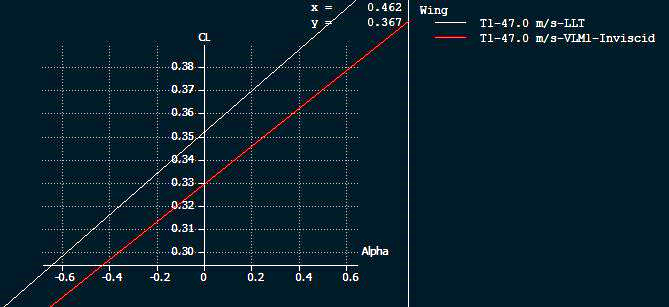 x = 0.462
y = 0.367
Wing
T1-47.0 m/s-LLT
T1-47.0 m/s-VLM1-Inviscid
CL
0.38
0.37
0.36
0.35
0.34
0.33
0.32
0.31
0.30
Alpha
-0.6 -0.4 -0.2 0 0.2 0.4 0.6